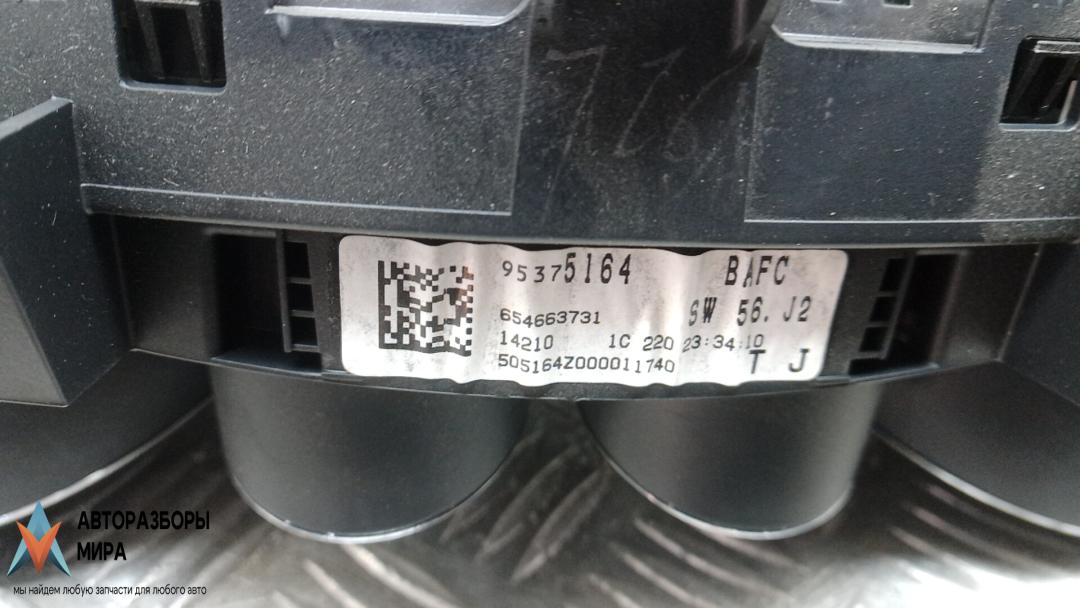 716
95375164 BAFC
654663731 SW 56.J2
14210 1C 220 23:34:10
505164Z000011740 T J
АВТОРАЗБОРЫ
МИРА
мы найдем любую запчасти для любого авто